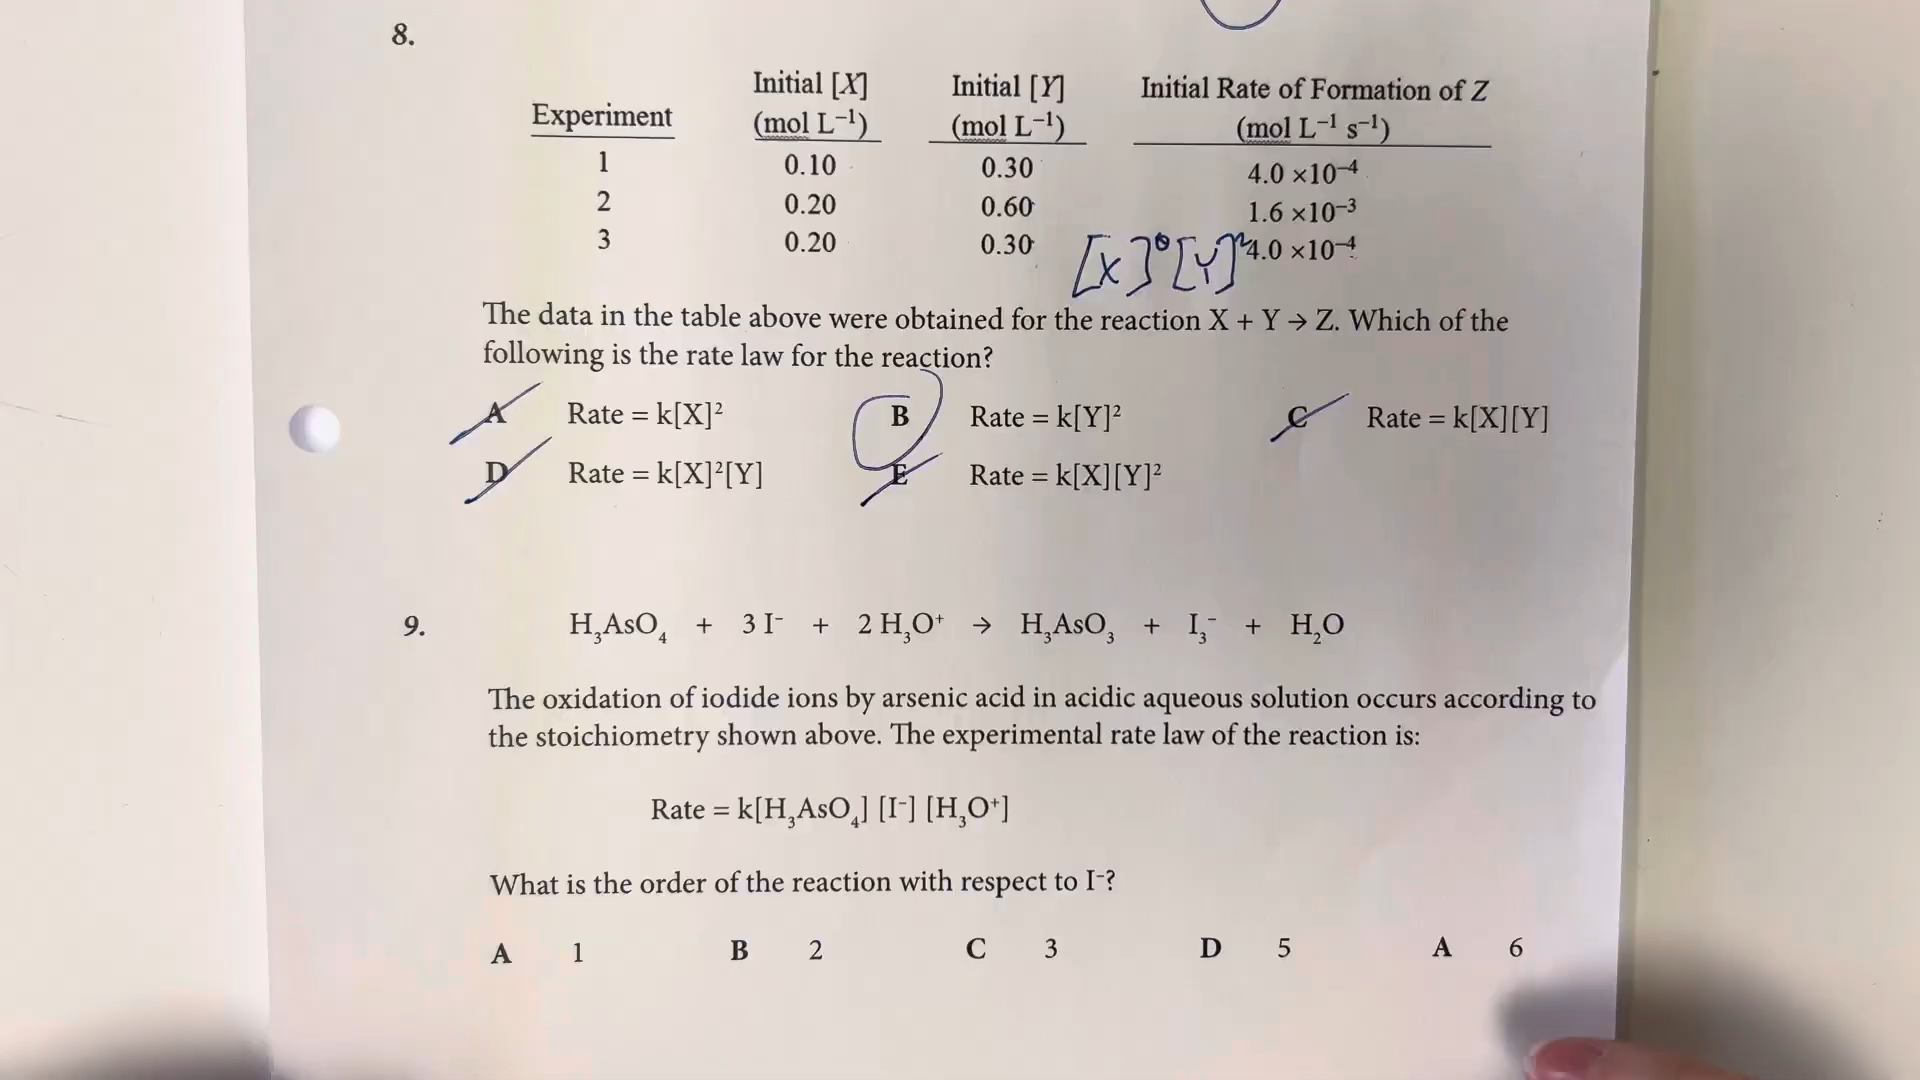 8.
Initial [X] Initial [Y] Initial Rate of Formation of Z
Experiment (mol L⁻¹) (mol L⁻¹) (mol L⁻¹ s⁻¹)
1 0.10 0.30 4.0 ×10⁻⁴
2 0.20 0.60 1.6 ×10⁻³
3 0.20 0.30 4.0 ×10⁻⁴
[X]⁰[Y]²
The data in the table above were obtained for the reaction X + Y → Z. Which of the
following is the rate law for the reaction?
A Rate = k[X]² B Rate = k[Y]² C Rate = k[X][Y]
D Rate = k[X]²[Y] E Rate = k[X][Y]²
9. H₃AsO₄ + 3 I⁻ + 2 H₃O⁺ → H₃AsO₃ + I₃⁻ + H₂O
The oxidation of iodide ions by arsenic acid in acidic aqueous solution occurs according to
the stoichiometry shown above. The experimental rate law of the reaction is:
Rate = k[H₃AsO₄] [I⁻] [H₃O⁺]
What is the order of the reaction with respect to I⁻?
A 1 B 2 C 3 D 5 A 6